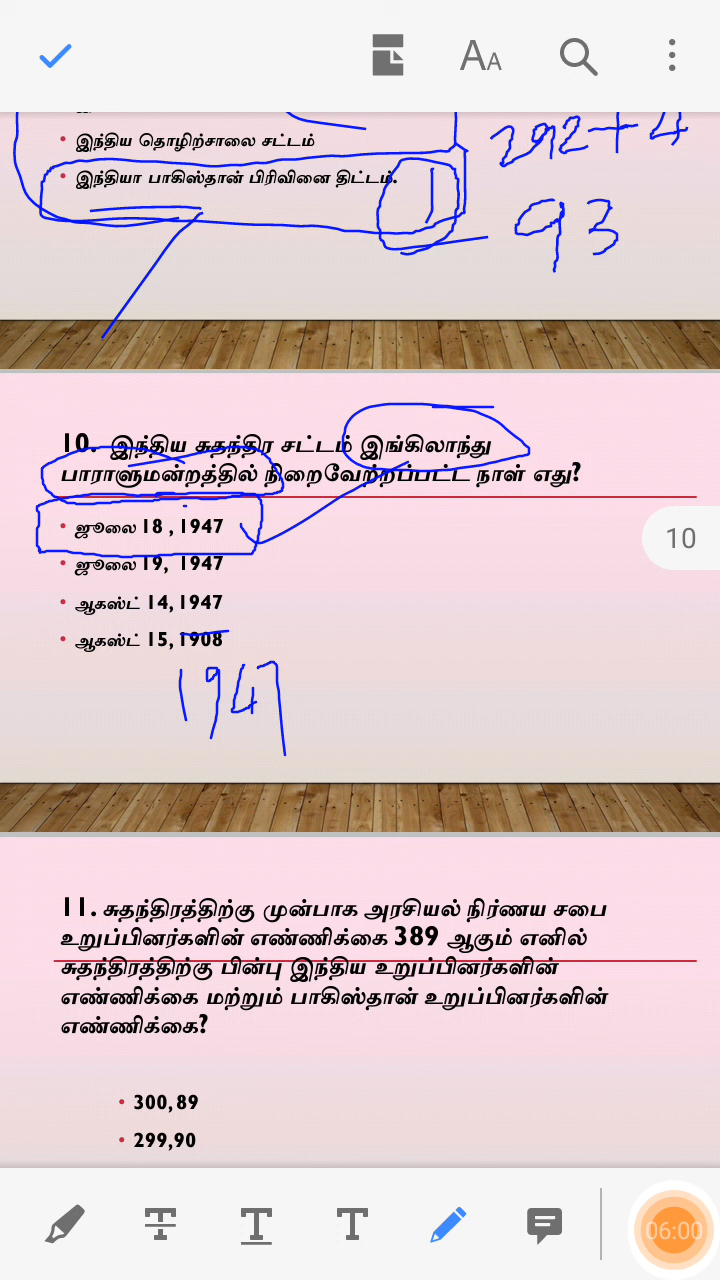 AA
இந்திய தொழிற்சாலை சட்டம்
292+4
இந்தியா பாகிஸ்தான் பிரிவினை திட்டம்.
1
93
10. இந்திய சுதந்திர சட்டம் இங்கிலாந்து
பாராளுமன்றத்தில் நிறைவேற்றப்பட்ட நாள் எது?
ஜூலை 18 , 1947
10
ஜூலை 19, 1947
ஆகஸ்ட் 14, 1947
ஆகஸ்ட் 15, 1908
1947
11. சுதந்திரத்திற்கு முன்பாக அரசியல் நிர்ணய சபை
உறுப்பினர்களின் எண்ணிக்கை 389 ஆகும் எனில்
சுதந்திரத்திற்கு பின்பு இந்திய உறுப்பினர்களின்
எண்ணிக்கை மற்றும் பாகிஸ்தான் உறுப்பினர்களின்
எண்ணிக்கை?
300, 89
299,90
T T T
06:00